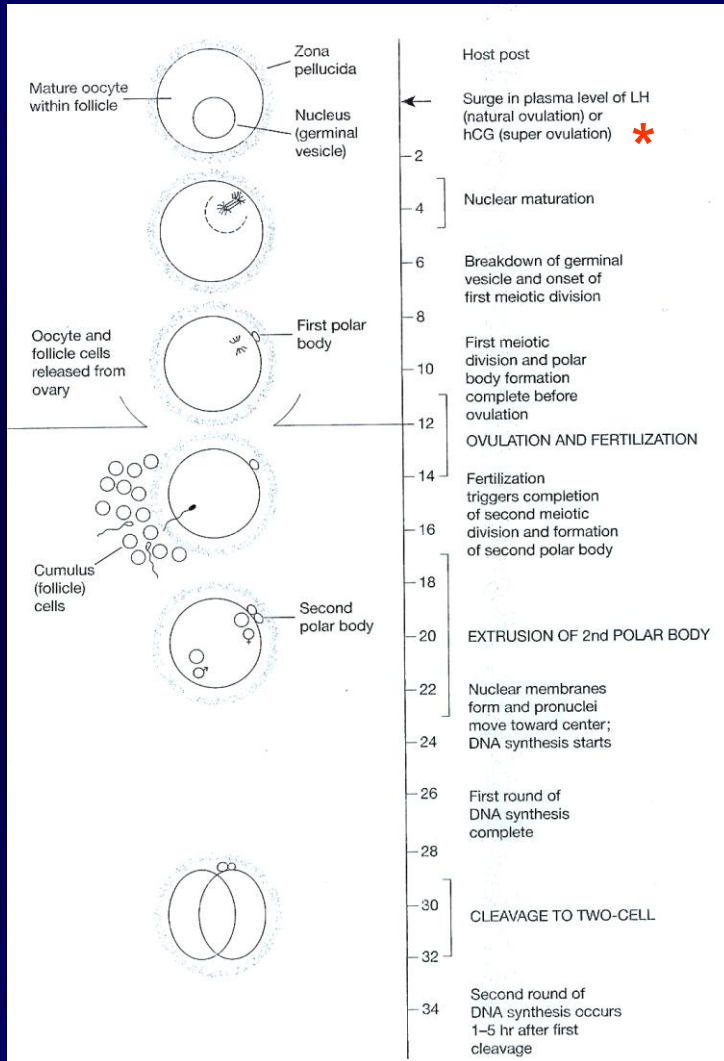 Zona
pellucida
Mature oocyte
within follicle
Nucleus
(germinal
vesicle)
First polar
body
Oocyte and
follicle cells
released from
ovary
Cumulus
(follicle)
cells
Second
polar body
2
4
6
8
10
12
14
16
18
20
22
24
26
28
30
32
34
Host post
Surge in plasma level of LH
(natural ovulation) or
hCG (super ovulation) *
Nuclear maturation
Breakdown of germinal
vesicle and onset of
first meiotic division
First meiotic
division and polar
body formation
complete before
ovulation
OVULATION AND FERTILIZATION
Fertilization
triggers completion
of second meiotic
division and formation
of second polar body
EXTRUSION OF 2nd POLAR BODY
Nuclear membranes
form and pronuclei
move toward center;
DNA synthesis starts
First round of
DNA synthesis
complete
CLEAVAGE TO TWO-CELL
Second round of
DNA synthesis occurs
1–5 hr after first
cleavage
♀
♂